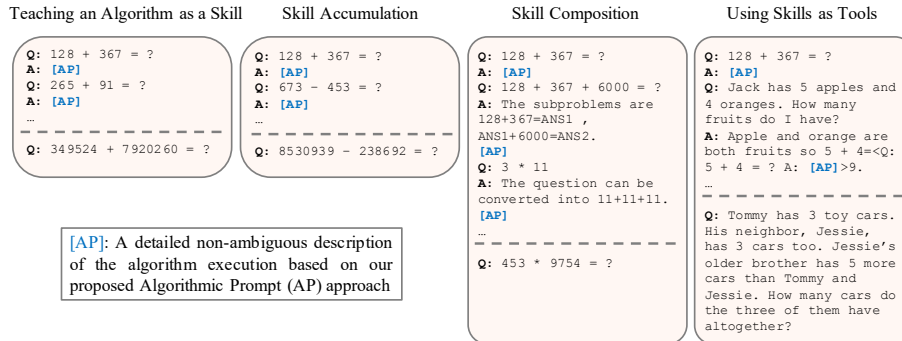 Teaching an Algorithm as a Skill
Q: 128 + 367 = ?
A: [AP]
Q: 265 + 91 = ?
A: [AP]
…
Q: 349524 + 7920260 = ?
Skill Accumulation
Q: 128 + 367 = ?
A: [AP]
Q: 673 - 453 = ?
A: [AP]
…
Q: 8530939 - 238692 = ?
Skill Composition
Q: 128 + 367 = ?
A: [AP]
Q: 128 + 367 + 6000 = ?
A: The subproblems are
128+367=ANS1 ,
ANS1+6000=ANS2.
[AP]
Q: 3 * 11
A: The question can be
converted into 11+11+11.
[AP]
…
Q: 453 * 9754 = ?
Using Skills as Tools
Q: 128 + 367 = ?
A: [AP]
Q: Jack has 5 apples and
4 oranges. How many
fruits do I have?
A: Apple and orange are
both fruits so 5 + 4=<Q:
5 + 4 = ? A: [AP]>9.
…
Q: Tommy has 3 toy cars.
His neighbor, Jessie,
has 3 cars too. Jessie's
older brother has 5 more
cars than Tommy and
Jessie. How many cars do
the three of them have
altogether?
[AP]: A detailed non-ambiguous description
of the algorithm execution based on our
proposed Algorithmic Prompt (AP) approach